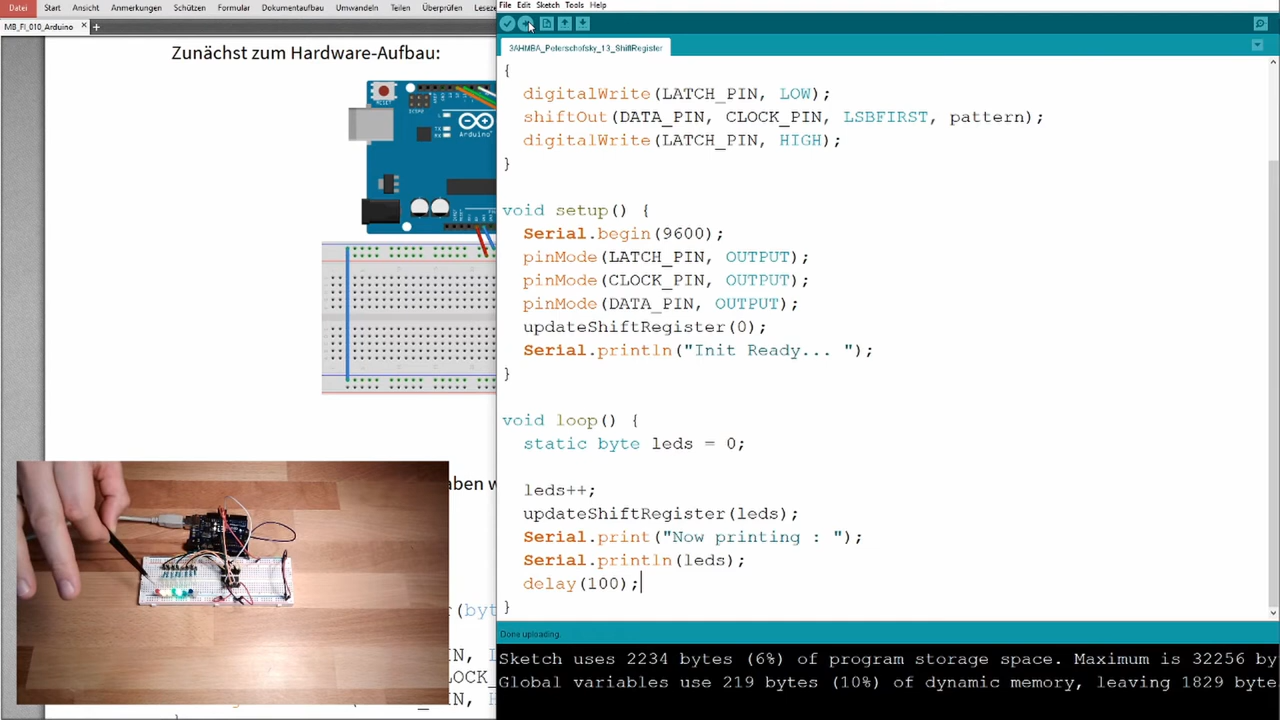 Datei Start Ansicht Anmerkungen Schützen Formular Dokumentaufbau Umwandeln Teilen Überprüfen
MB_FI_010_Arduino × +
Zunächst zum Hardware-Aufbau:
RESET
ARDUINO
File Edit Sketch Tools Help
3AHMBA_Peterschofsky_13_ShiftRegister
{
digitalWrite(LATCH_PIN, LOW);
shiftOut(DATA_PIN, CLOCK_PIN, LSBFIRST, pattern);
digitalWrite(LATCH_PIN, HIGH);
}
void setup() {
Serial.begin(9600);
pinMode(LATCH_PIN, OUTPUT);
pinMode(CLOCK_PIN, OUTPUT);
pinMode(DATA_PIN, OUTPUT);
updateShiftRegister(0);
Serial.println("Init Ready... ");
}
void loop() {
static byte leds = 0;
leds++;
updateShiftRegister(leds);
Serial.print("Now printing : ");
Serial.println(leds);
delay(100);
}
Done uploading.
Sketch uses 2234 bytes (6%) of program storage space. Maximum is 32256 by
Global variables use 219 bytes (10%) of dynamic memory, leaving 1829 byte